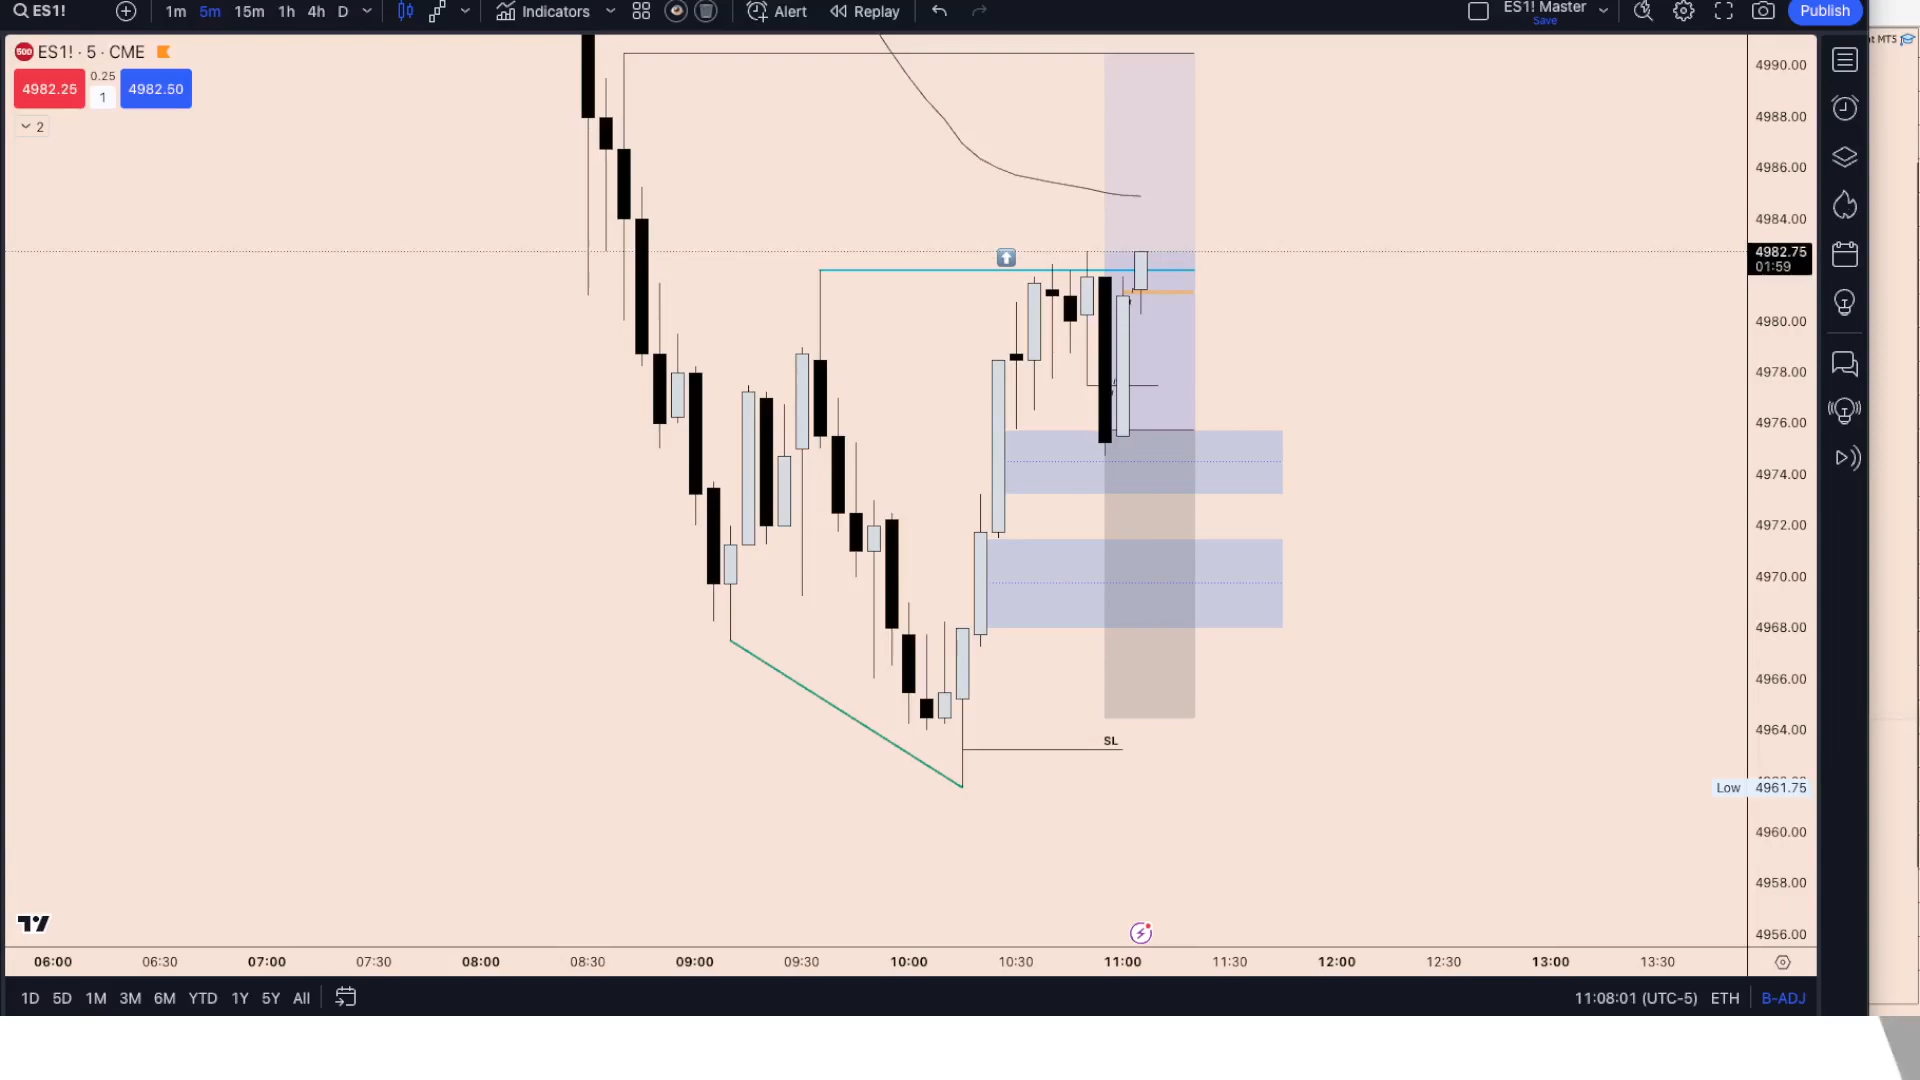 ES1!
1m 5m 15m 1h 4h D
Indicators
Alert
Replay
ES1! Master
Save
Publish
500 ES1! · 5 · CME
4982.25
0.25
1
4982.50
2
t MT5
4990.00
4988.00
4986.00
4984.00
4982.75
01:59
4980.00
4978.00
4976.00
4974.00
4972.00
4970.00
4968.00
4966.00
4964.00
SL
Low 4961.75
4960.00
4958.00
4956.00
06:00 06:30 07:00 07:30 08:00 08:30 09:00 09:30 10:00 10:30 11:00 11:30 12:00 12:30 13:00 13:30
1D 5D 1M 3M 6M YTD 1Y 5Y All
11:08:01 (UTC-5) ETH B-ADJ